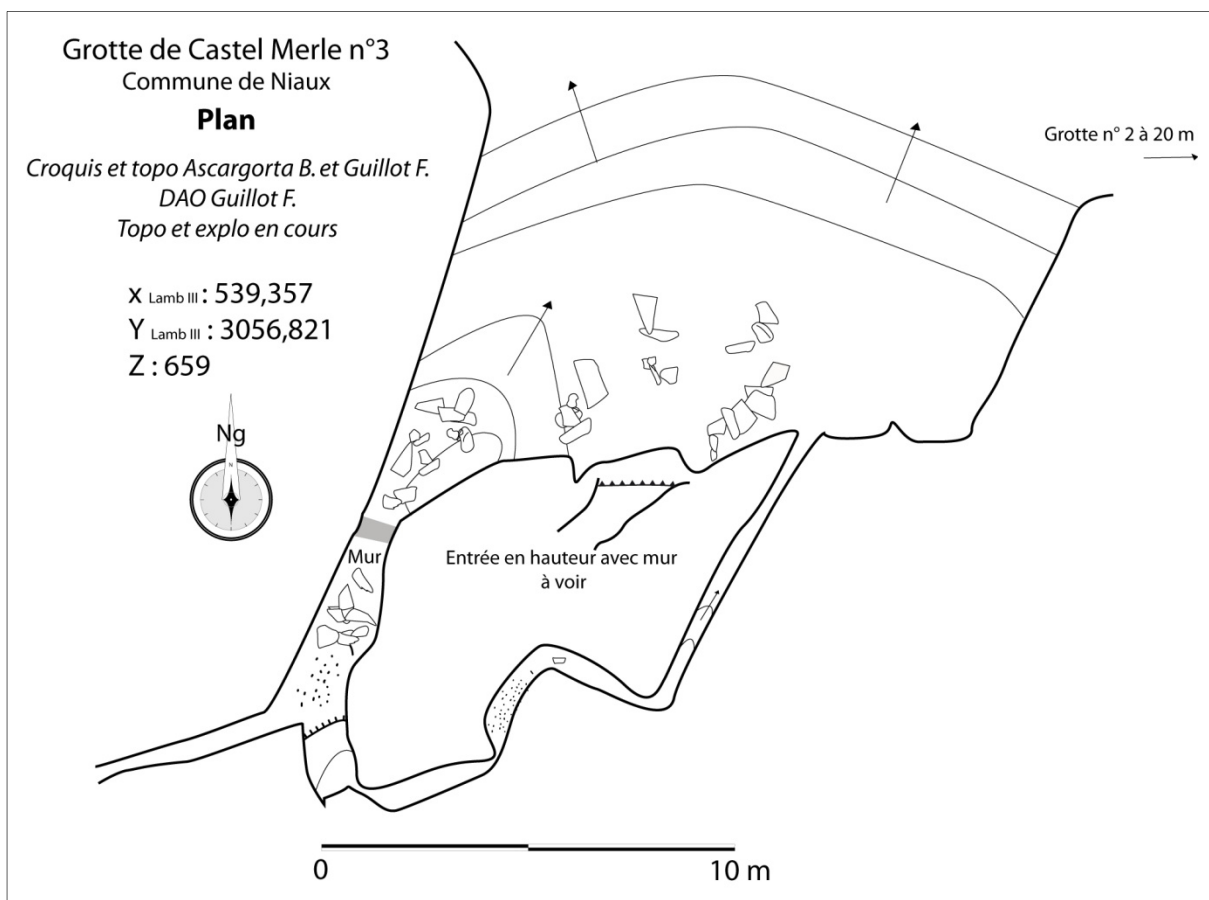 Grotte de Castel Merle n°3
Commune de Niaux
Plan
Croquis et topo Ascargorta B. et Guillot F.
DAO Guillot F.
Topo et explo en cours
x Lamb III : 539,357
Y Lamb III : 3056,821
Z : 659
Ng
N
Grotte n° 2 à 20 m
Mur
Entrée en hauteur avec mur
à voir
0
10 m